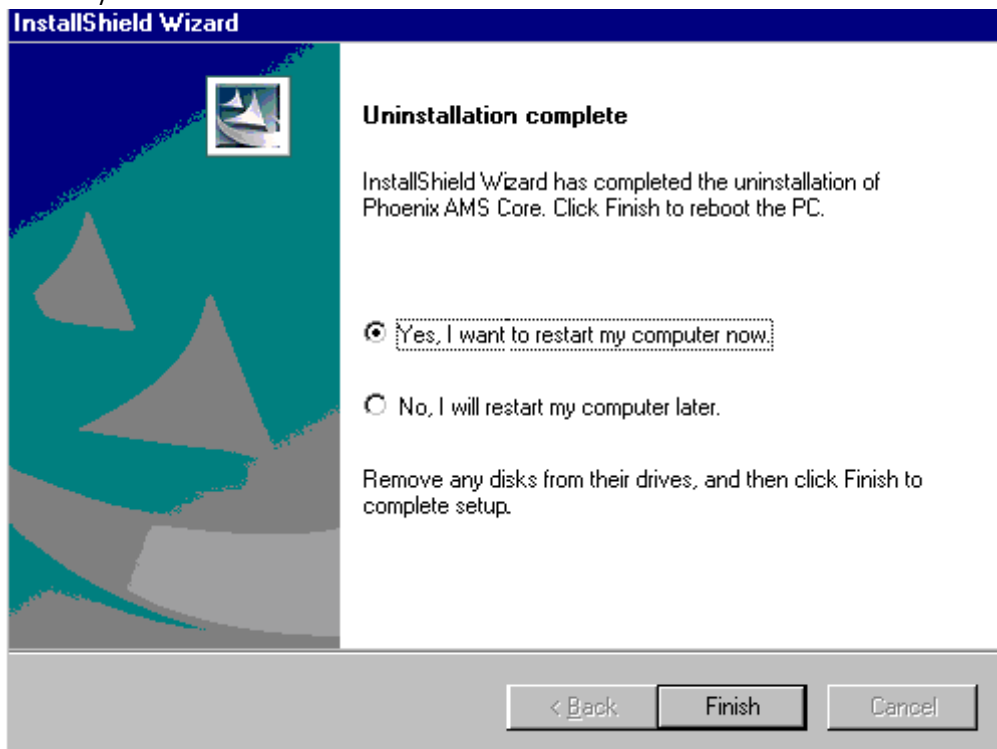 InstallShield Wizard
Uninstallation complete
InstallShield Wizard has completed the uninstallation of
Phoenix AMS Core. Click Finish to reboot the PC.
Yes, I want to restart my computer now.
No, I will restart my computer later.
Remove any disks from their drives, and then click Finish to
complete setup.
< Back
Finish
Cancel